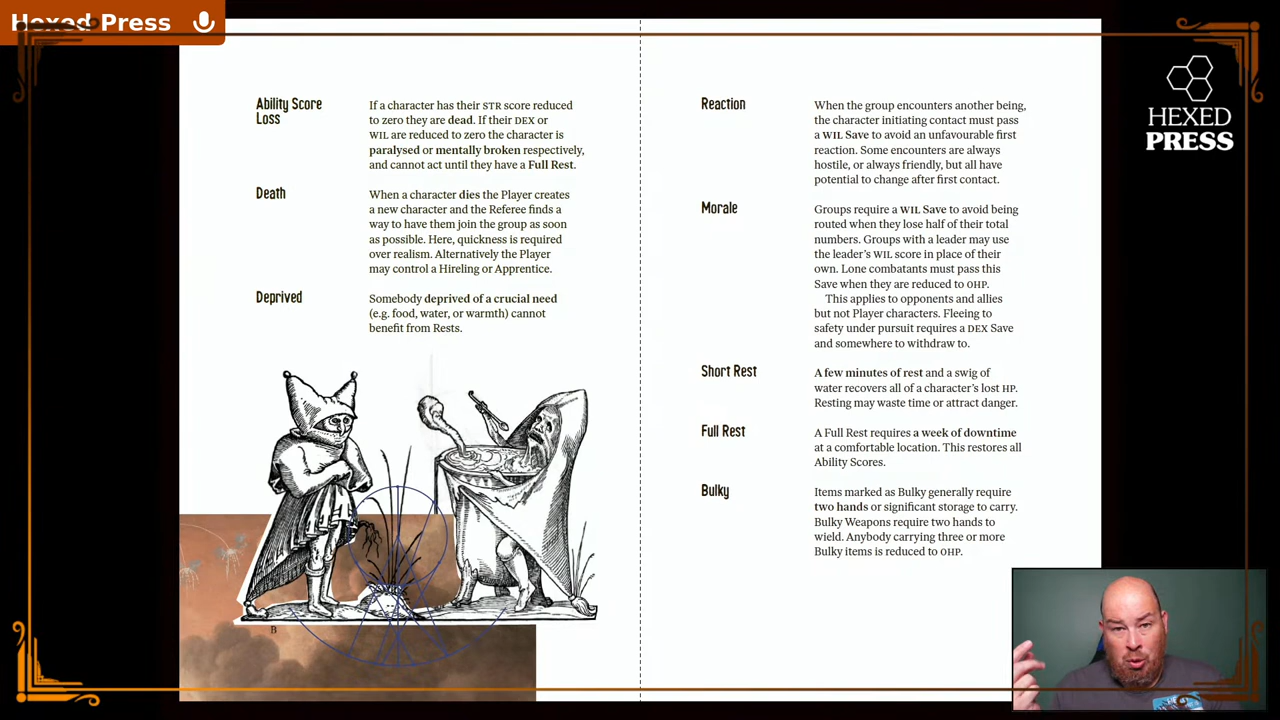 Hexed Press
HEXED
PRESS
Ability Score
Loss
If a character has their STR score reduced
to zero they are dead. If their DEX or
WIL are reduced to zero the character is
paralysed or mentally broken respectively,
and cannot act until they have a Full Rest.
Death
When a character dies the Player creates
a new character and the Referee finds a
way to have them join the group as soon
as possible. Here, quickness is required
over realism. Alternatively the Player
may control a Hireling or Apprentice.
Deprived
Somebody deprived of a crucial need
(e.g. food, water, or warmth) cannot
benefit from Rests.
B
Reaction
When the group encounters another being,
the character initiating contact must pass
a WIL Save to avoid an unfavourable first
reaction. Some encounters are always
hostile, or always friendly, but all have
potential to change after first contact.
Morale
Groups require a WIL Save to avoid being
routed when they lose half of their total
numbers. Groups with a leader may use
the leader's WIL score in place of their
own. Lone combatants must pass this
Save when they are reduced to 0HP.
This applies to opponents and allies
but not Player characters. Fleeing to
safety under pursuit requires a DEX Save
and somewhere to withdraw to.
Short Rest
A few minutes of rest and a swig of
water recovers all of a character's lost HP.
Resting may waste time or attract danger.
Full Rest
A Full Rest requires a week of downtime
at a comfortable location. This restores all
Ability Scores.
Bulky
Items marked as Bulky generally require
two hands or significant storage to carry.
Bulky Weapons require two hands to
wield. Anybody carrying three or more
Bulky items is reduced to 0HP.